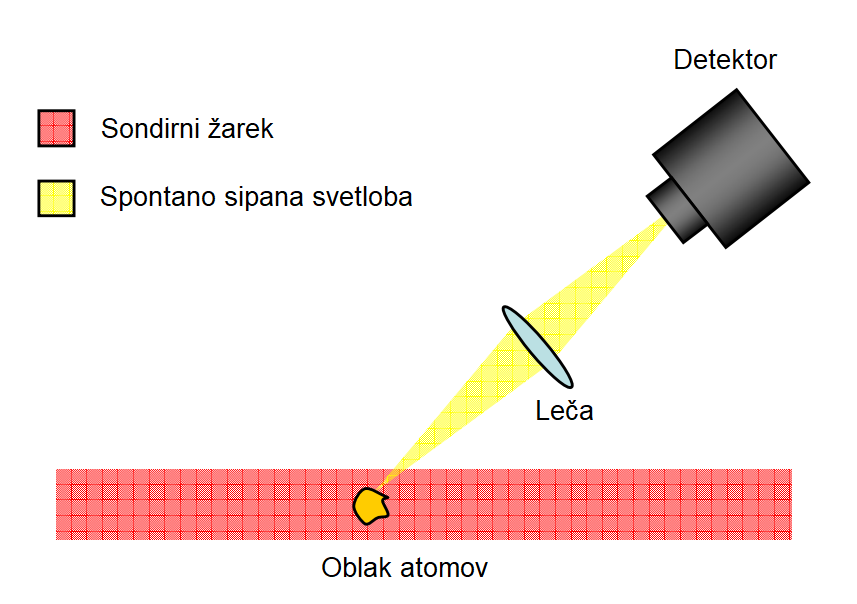 Detektor
Sondirni žarek
Spontano sipana svetloba
Leča
Oblak atomov